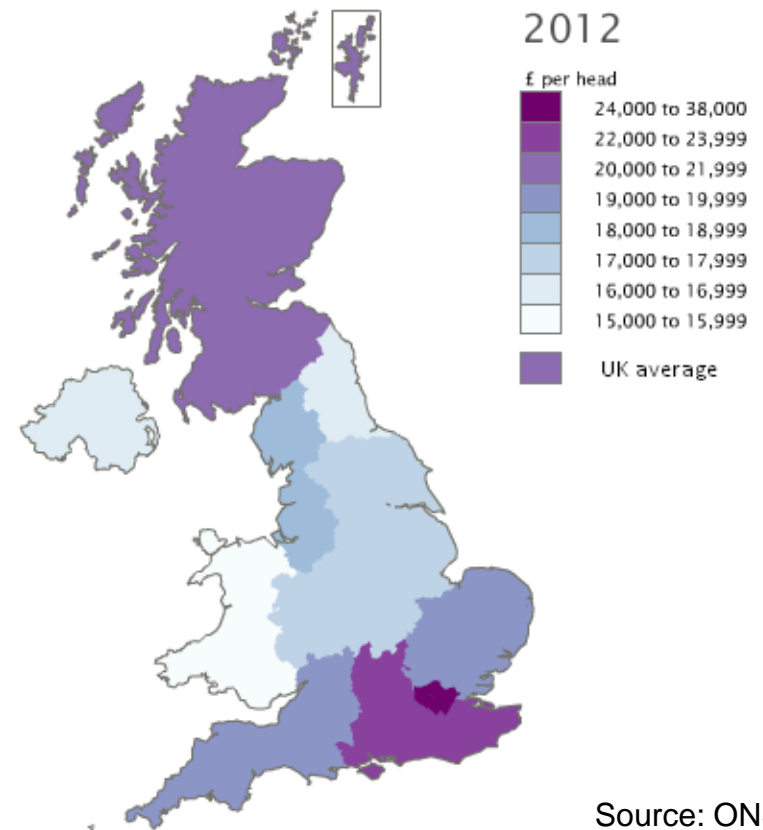 2012
£ per head
24,000 to 38,000
22,000 to 23,999
20,000 to 21,999
19,000 to 19,999
18,000 to 18,999
17,000 to 17,999
16,000 to 16,999
15,000 to 15,999
UK average
Source: ON